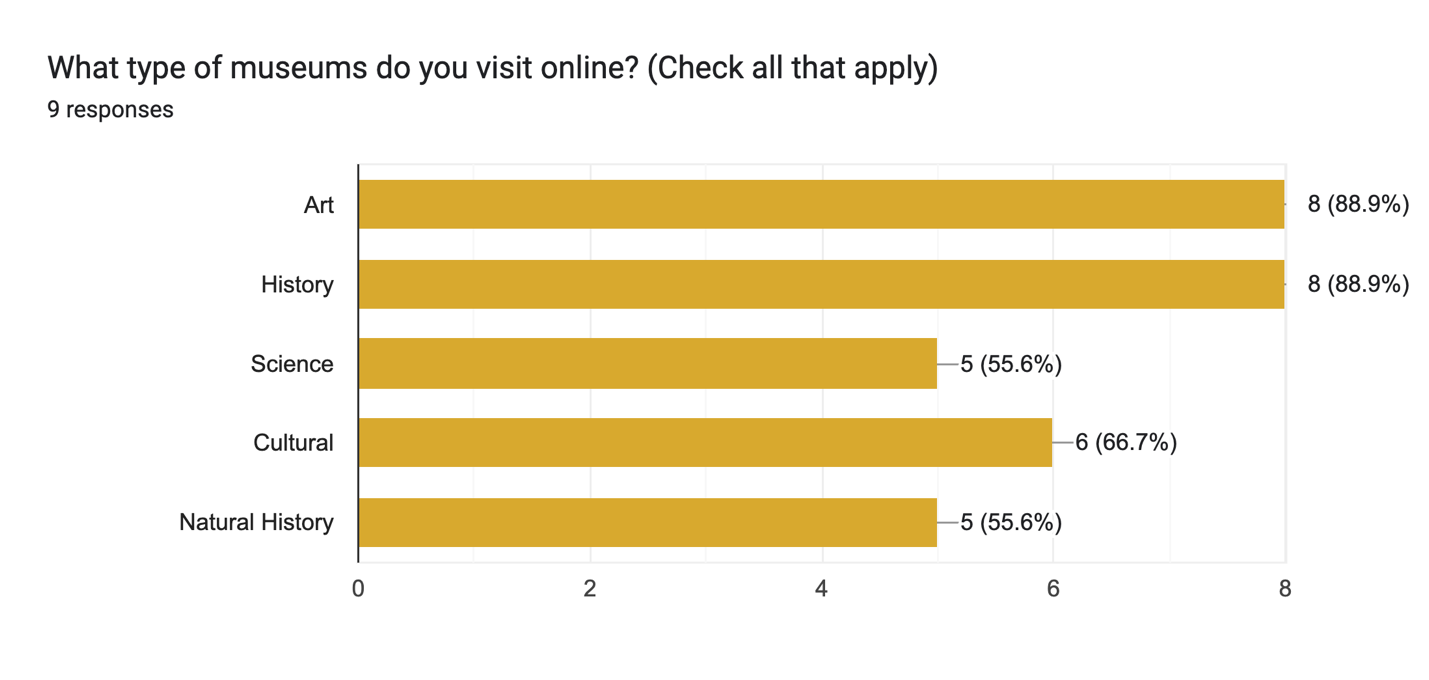 What type of museums do you visit online? (Check all that apply)
9 responses
Art 8 (88.9%)
History 8 (88.9%)
Science 5 (55.6%)
Cultural 6 (66.7%)
Natural History 5 (55.6%)
0 2 4 6 8